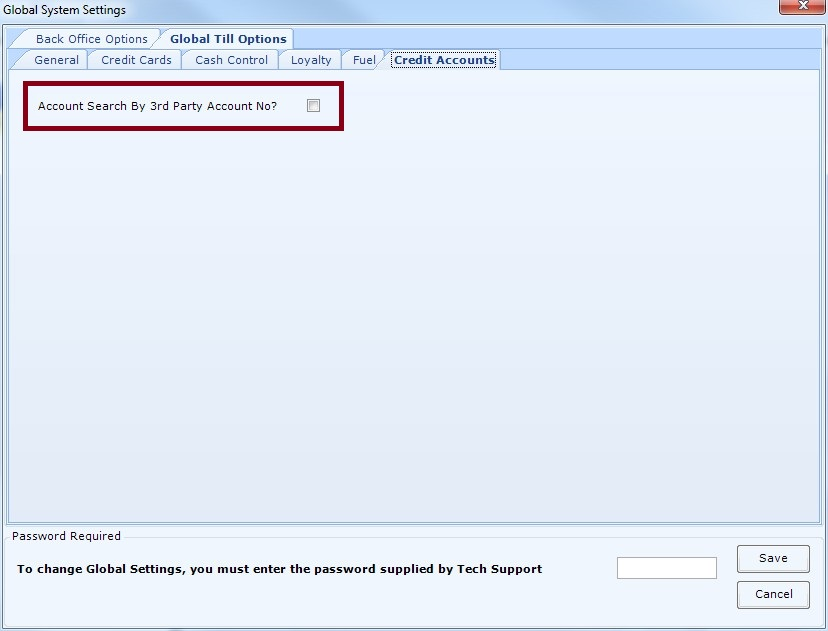 Global System Settings
Back Office Options Global Till Options
General Credit Cards Cash Control Loyalty Fuel Credit Accounts
Account Search By 3rd Party Account No?
Password Required
To change Global Settings, you must enter the password supplied by Tech Support
Save
Cancel